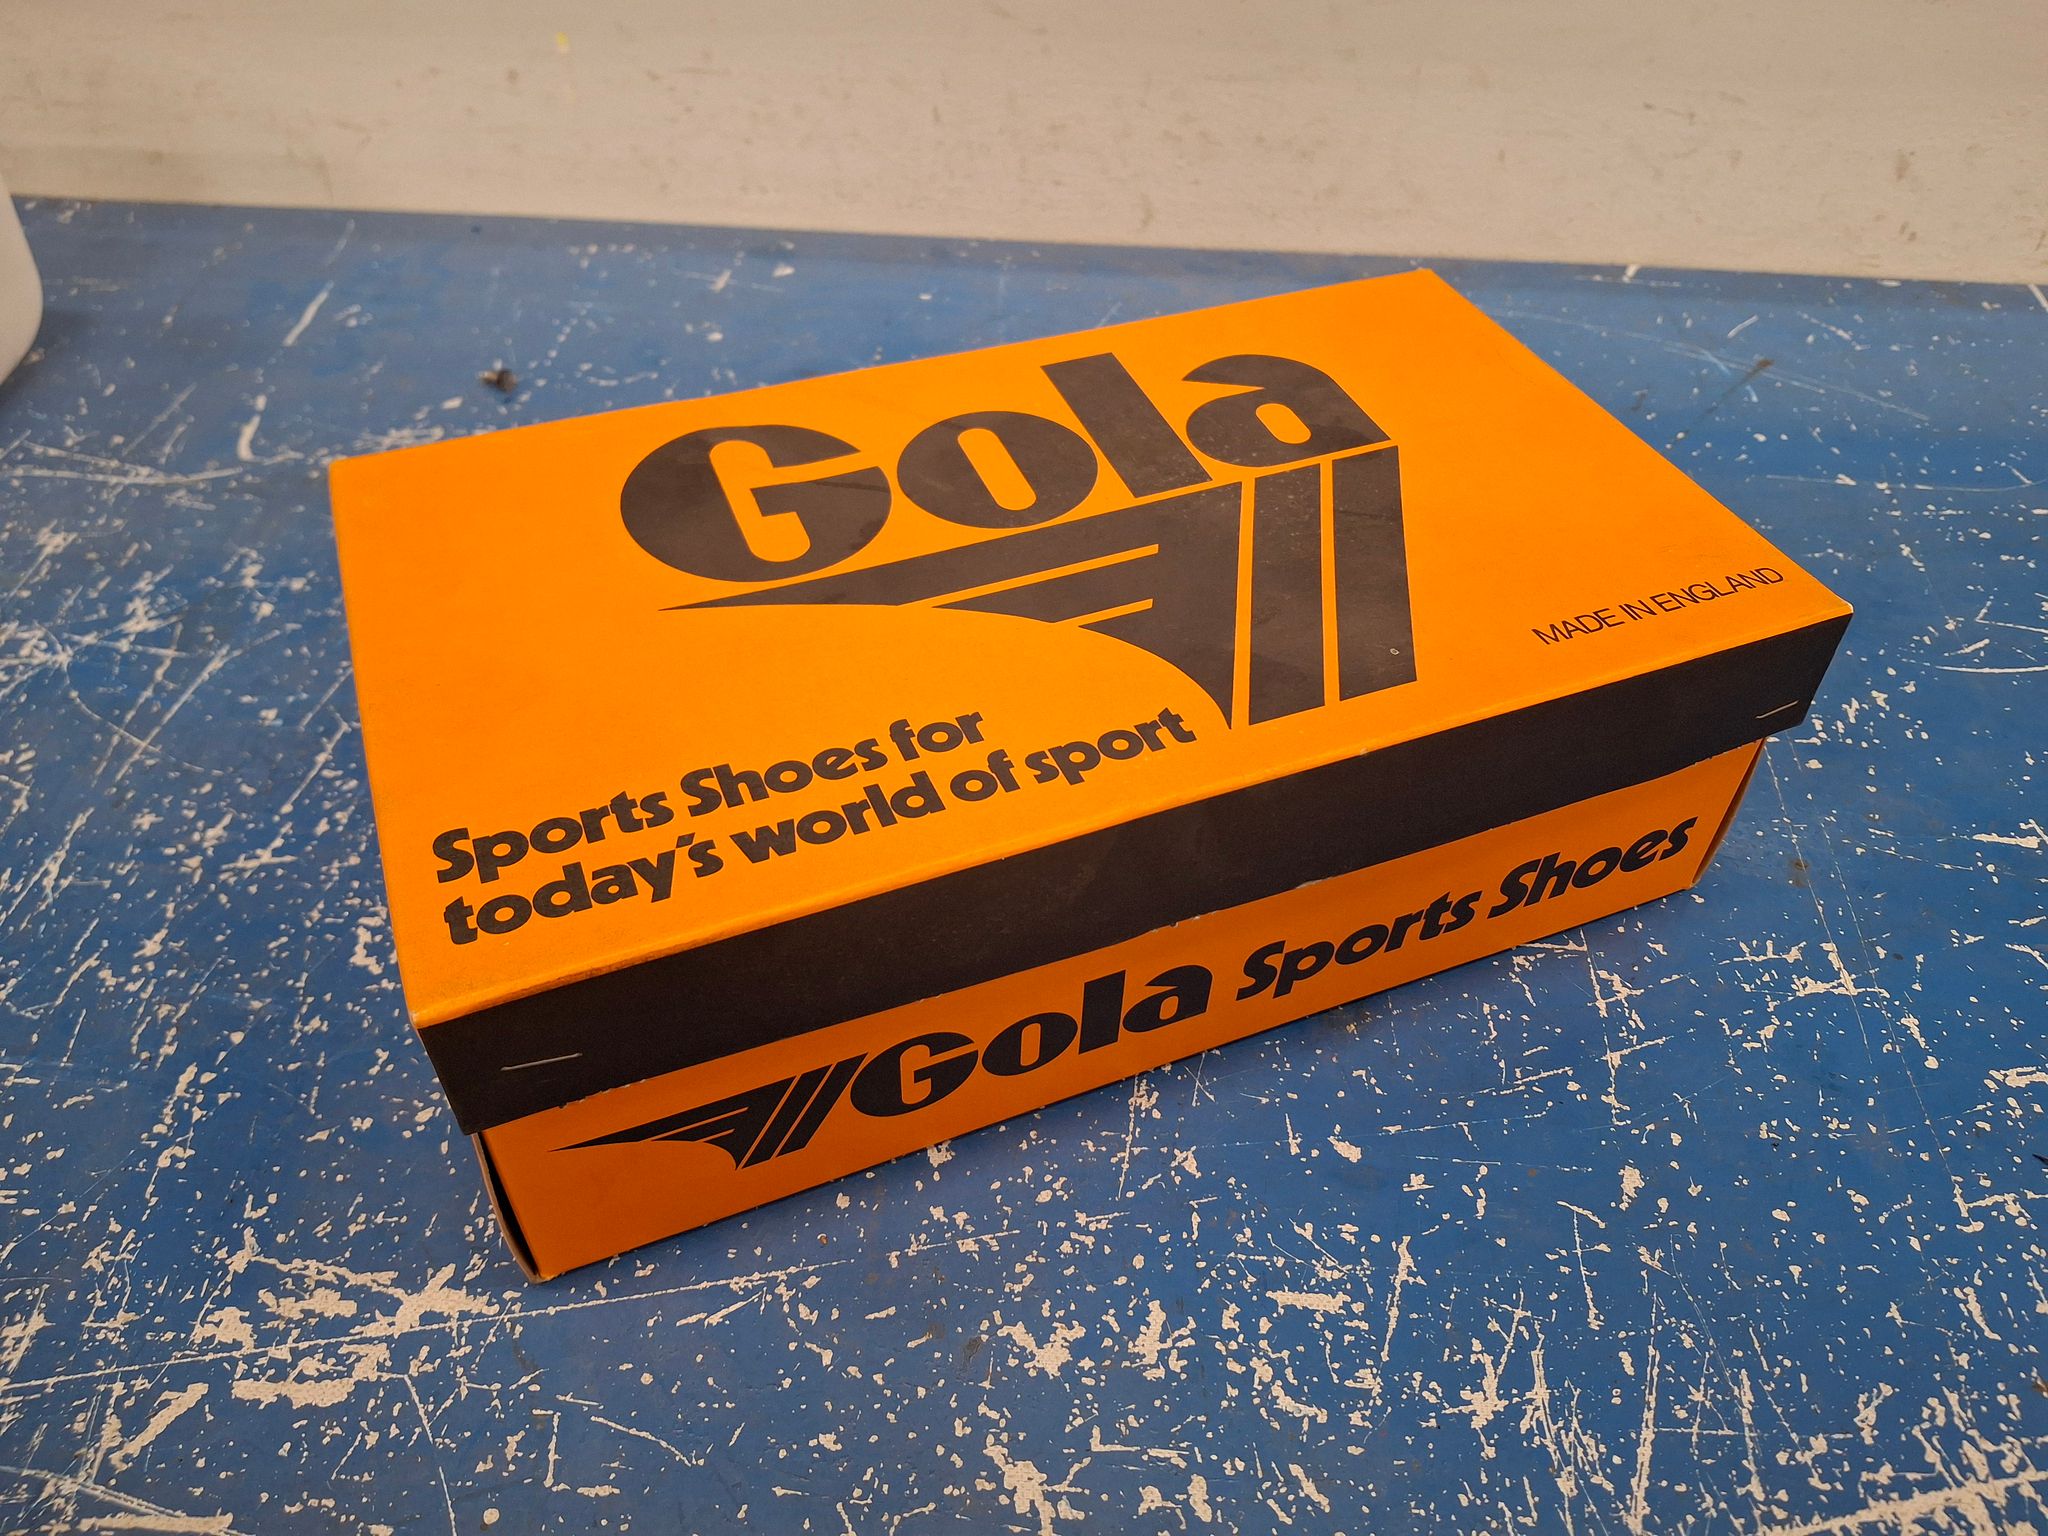 Gola
MADE IN ENGLAND
Sports Shoes for
today's world of sport
Gola Sports Shoes